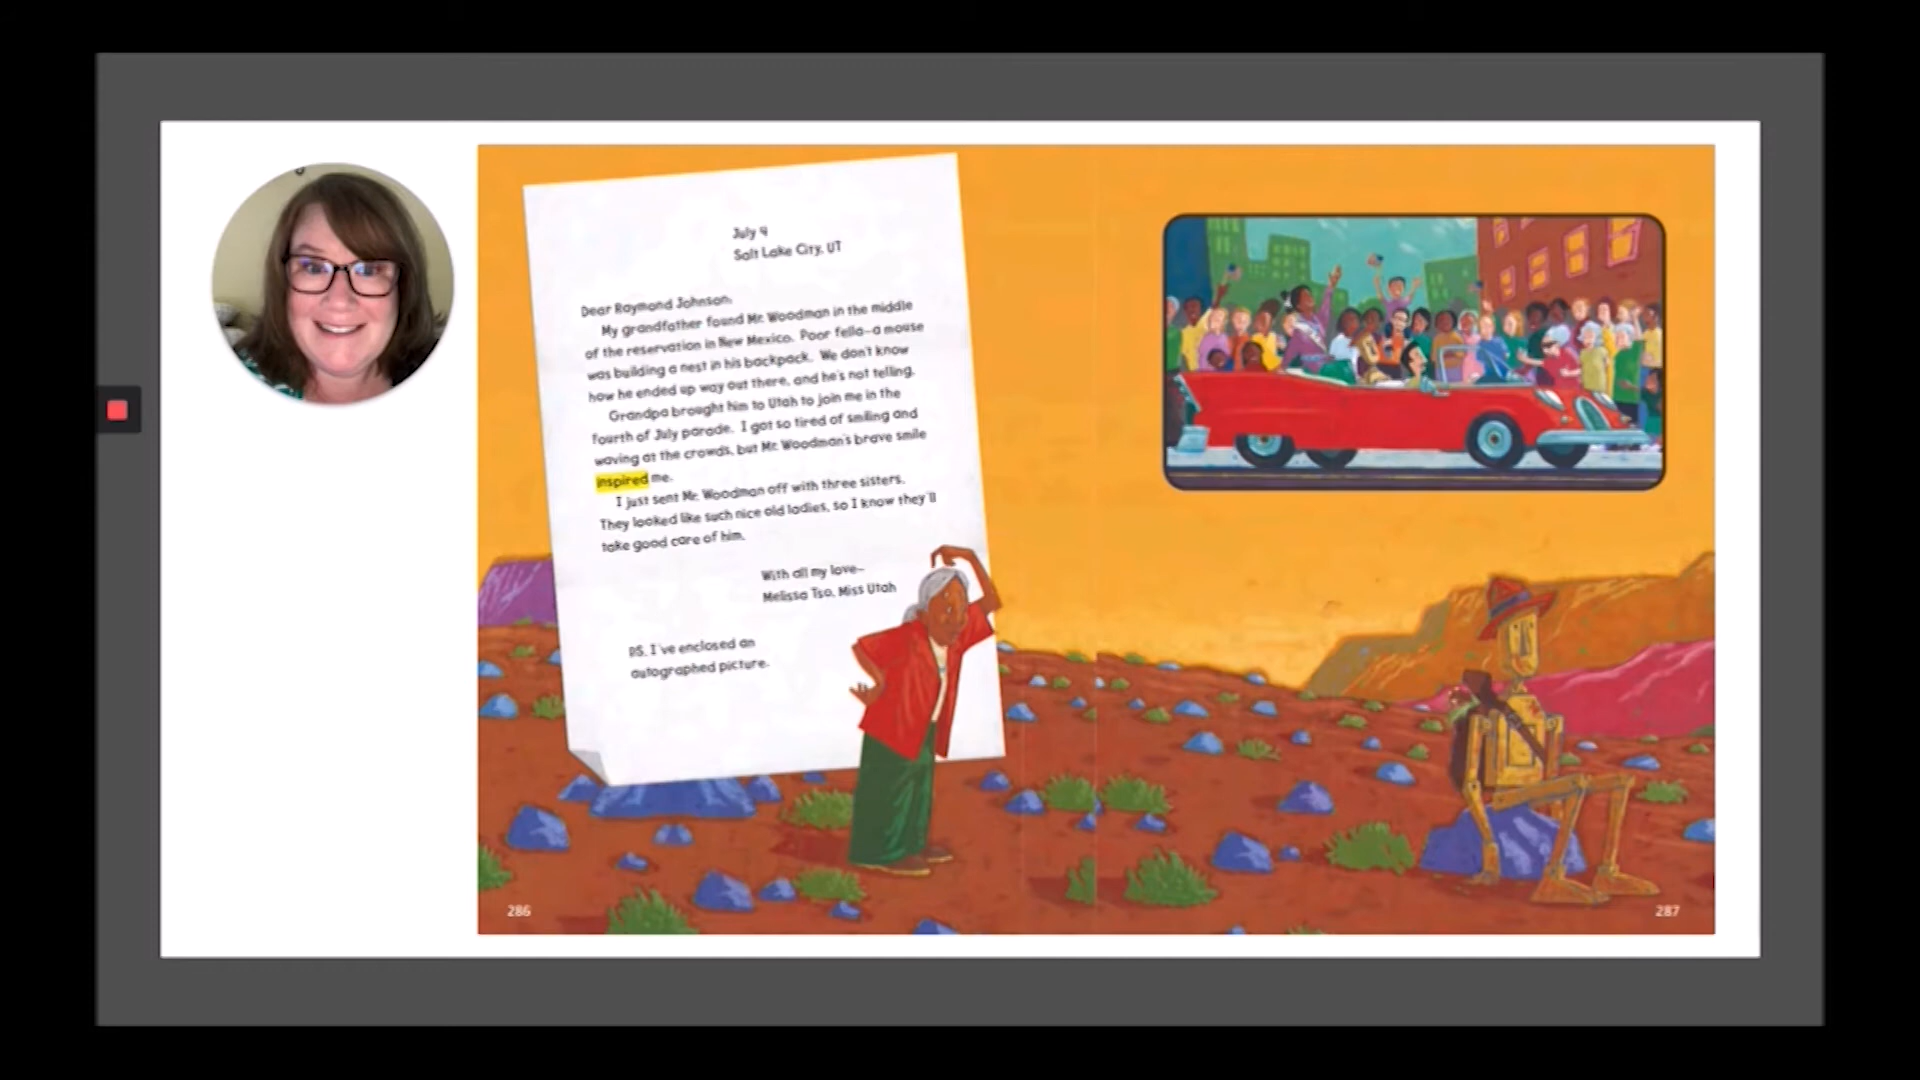 July 4
Salt Lake City, UT
Dear Raymond Johnson,
My grandfather found Mr. Woodman in the middle
of the reservation in New Mexico. Poor fella—a mouse
was building a nest in his backpack. We don't know
how he ended up way out there, and he's not telling.
Grandpa brought him to Utah to join me in the
Fourth of July parade. I got so tired of smiling and
waving at the crowds, but Mr. Woodman's brave smile
inspired me.
I just sent Mr. Woodman off with three sisters.
They looked like such nice old ladies, so I know they'll
take good care of him.
With all my love—
Melissa Tso, Miss Utah
P.S. I've enclosed an
autographed picture.
286
287